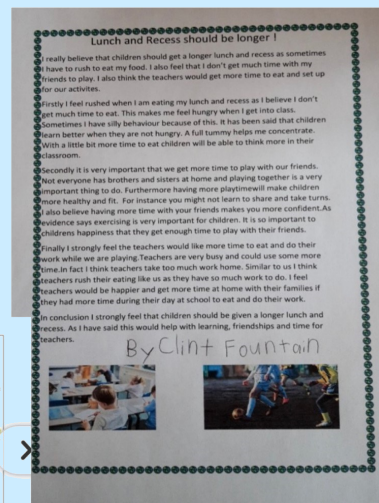 Lunch and Recess should be longer !
I really believe that children should get a longer lunch and recess as sometimes
I have to rush to eat my food. I also feel that I don't get much time with my
friends to play. I also think the teachers would get more time to eat and set up
for our activites.
Firstly I feel rushed when I am eating my lunch and recess as I believe I don't
get much time to eat. This makes me feel hungry when I get into class.
Sometimes I have silly behaviour because of this. It has been said that children
learn better when they are not hungry. A full tummy helps me concentrate.
With a little bit more time to eat children will be able to think more in their
classroom.
Secondly it is very important that we get more time to play with our friends.
Not everyone has brothers and sisters at home and playing together is a very
important thing to do. Furthermore having more playtimewill make children
more healthy and fit. For instance you might not learn to share and take turns.
I also believe having more time with your friends makes you more confident.As
evidence says exercising is very important for children. It is so important to
childrens happiness that they get enough time to play with their friends.
Finally I strongly feel the teachers would like more time to eat and do their
work while we are playing.Teachers are very busy and could use some more
time.In fact I think teachers take too much work home. Similar to us I think
teachers rush their eating like us as they have so much work to do. I feel
teachers would be happier and get more time at home with their families if
they had more time during their day at school to eat and do their work.
In conclusion I strongly feel that children should be given a longer lunch and
recess. As I have said this would help with learning, friendships and time for
teachers.
By Clint Fountain